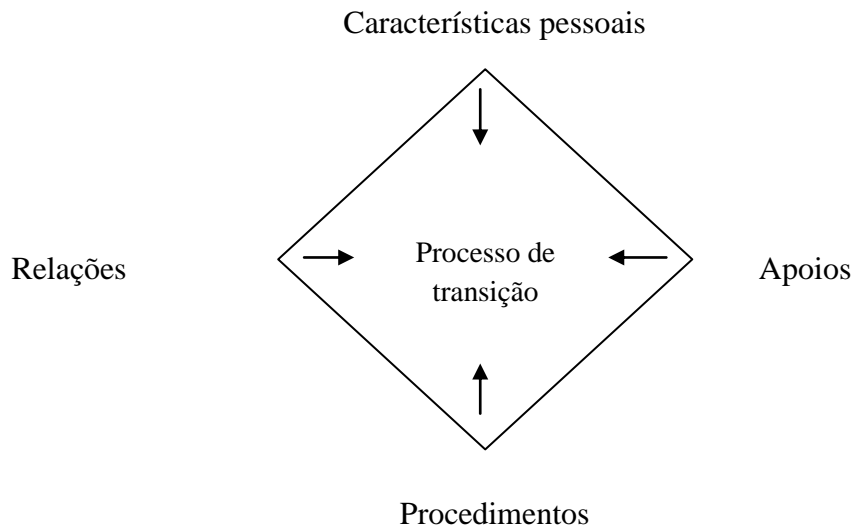 Características pessoais
Relações
Processo de
transição
Apoios
Procedimentos